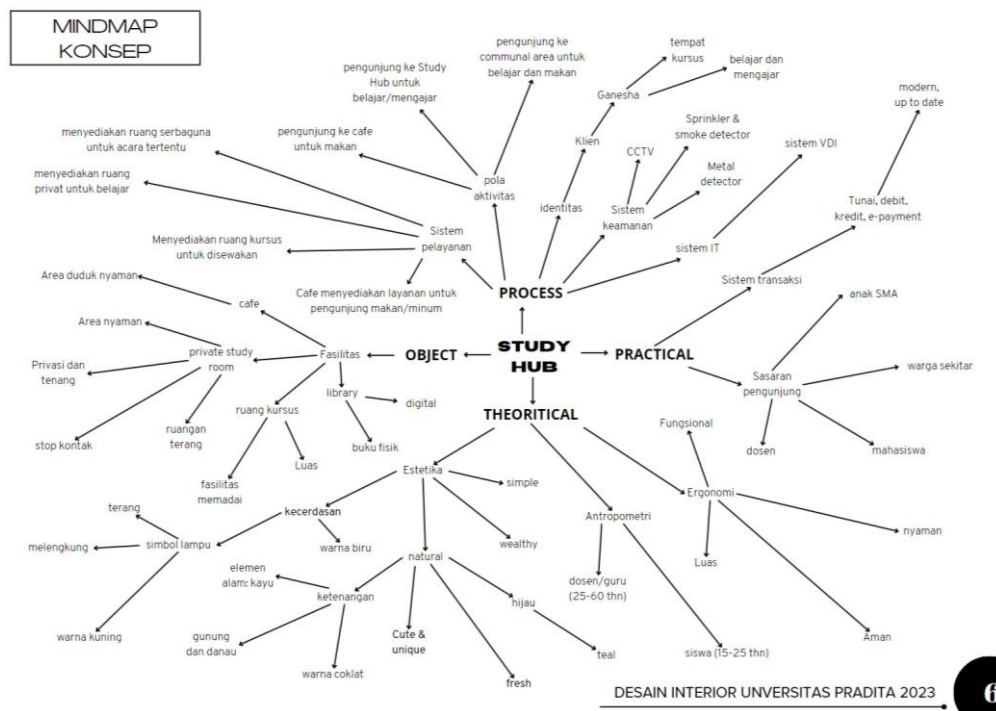 MINDMAP
KONSEP
pengunjung ke
communal area untuk
belajar dan makan
tempat
kursus
belajar dan
mengajar
pengunjung ke Study
Hub untuk
belajar/mengajar
Ganesha
modern,
up to date
menyediakan ruang serbaguna
untuk acara tertentu
pengunjung ke cafe
untuk makan
Klien
CCTV
Sprinkler &
smoke detector
sistem VDI
menyediakan ruang
privat untuk belajar
pola
aktivitas
Metal
detector
identitas
Sistem
keamanan
Tunai, debit,
kredit, e-payment
Sistem
pelayanan
Menyediakan ruang kursus
untuk disewakan
sistem IT
Sistem transaksi
Area duduk nyaman
Cafe menyediakan layanan untuk
pengunjung makan/minum
PROCESS
anak SMA
cafe
Area nyaman
private study
room
Fasilitas
OBJECT
STUDY
HUB
PRACTICAL
Privasi dan
tenang
warga sekitar
Sasaran
pengunjung
library
digital
THEORITICAL
ruang kursus
ruangan
terang
stop kontak
buku fisik
Fungsional
dosen
mahasiswa
Luas
fasilitas
memadai
Estetika
simple
Ergonomi
terang
kecerdasan
Antropometri
nyaman
melengkung
simbol lampu
warna biru
natural
wealthy
Luas
elemen
alam: kayu
ketenangan
hijau
dosen/guru
(25-60 thn)
warna kuning
gunung
dan danau
Cute &
unique
teal
siswa (15-25 thn)
Aman
warna coklat
fresh
DESAIN INTERIOR UNVERSITAS PRADITA 2023
6